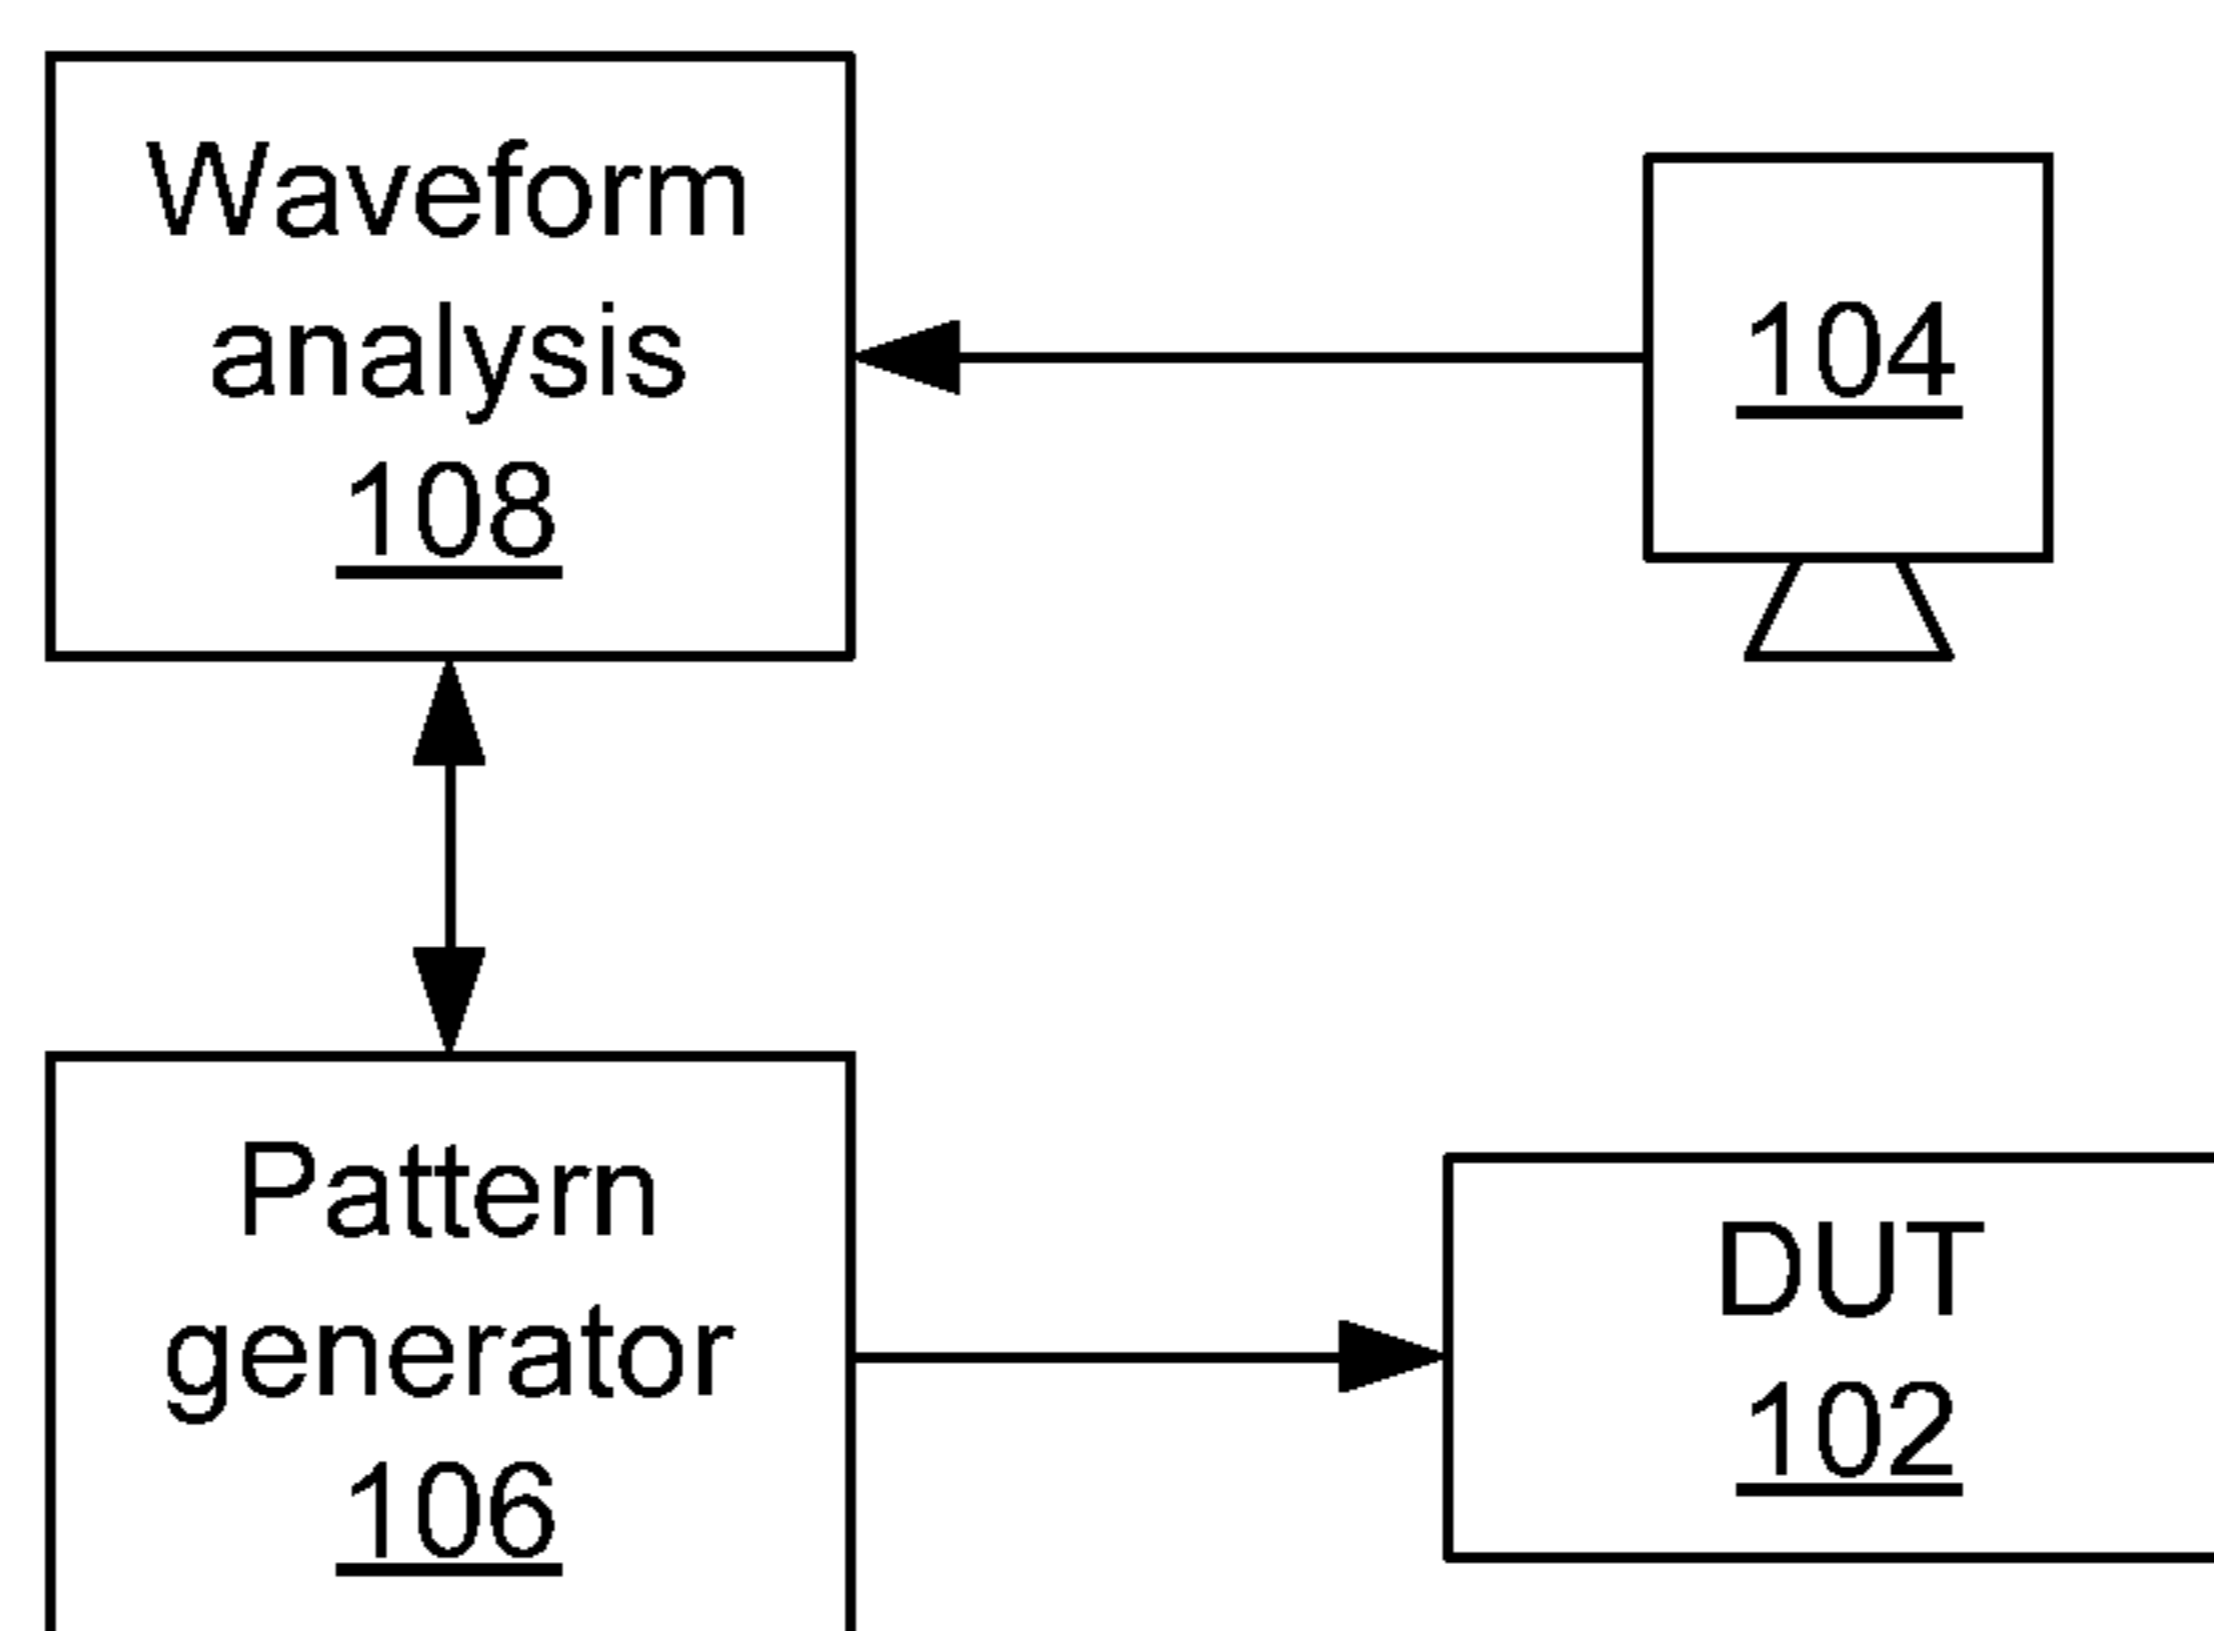 Waveform
analysis
108
104
Pattern
generator
106
DUT
102